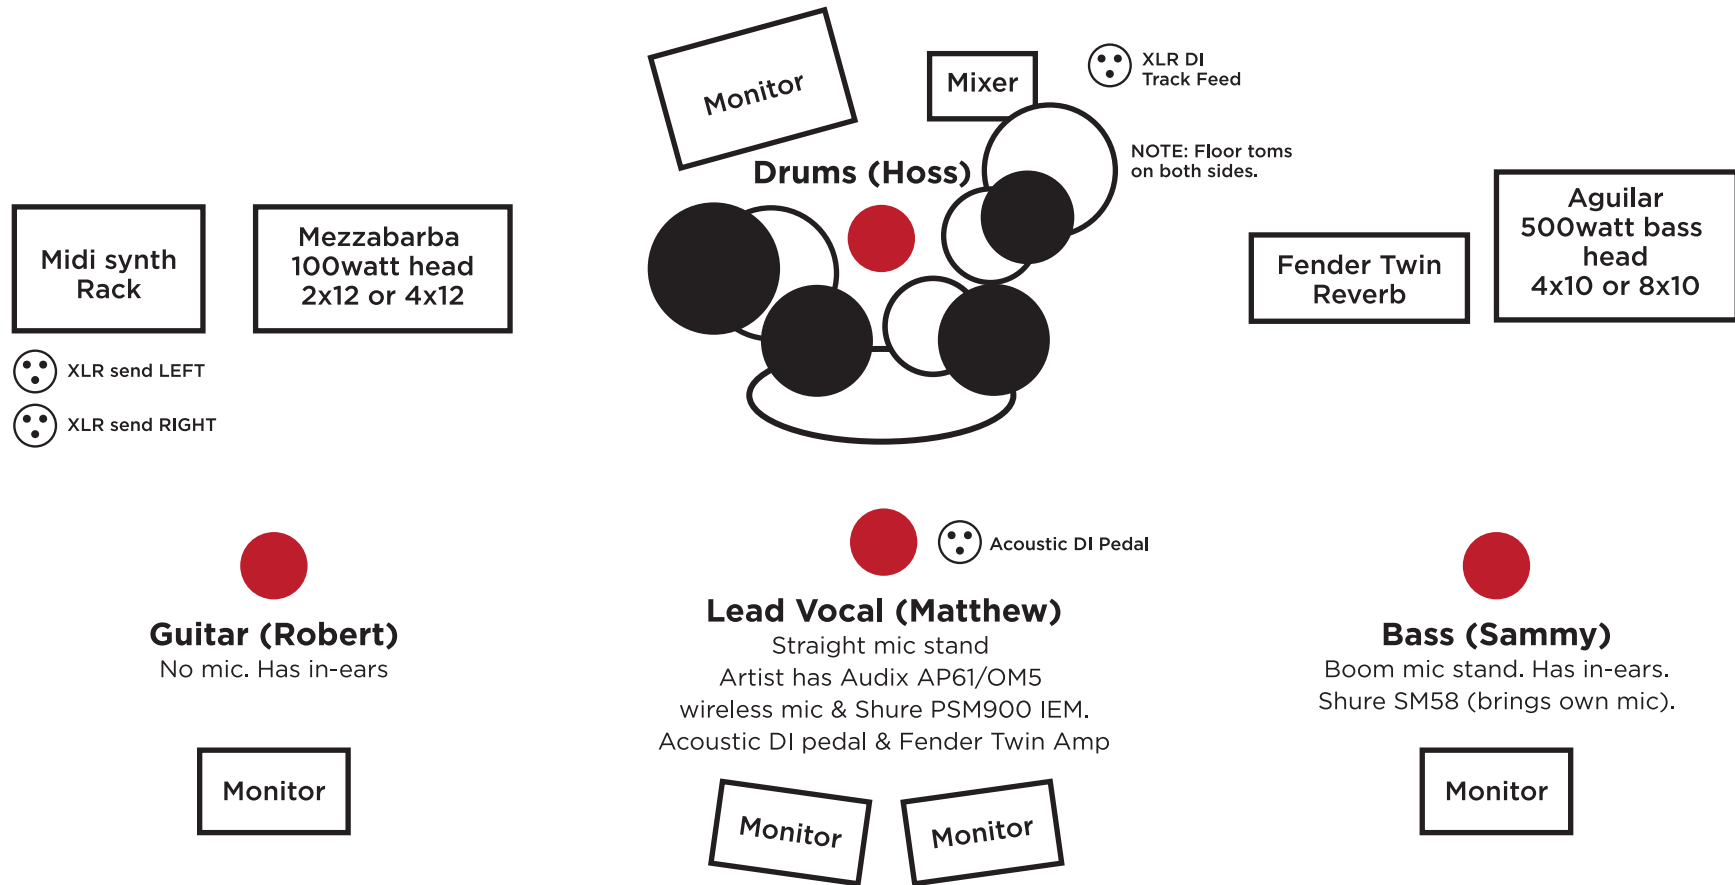 Monitor
Mixer
XLR DI
Track Feed
NOTE: Floor toms
on both sides.
Drums (Hoss)
Midi synth
Rack
Mezzabarba
100watt head
2x12 or 4x12
Fender Twin
Reverb
Aguilar
500watt bass
head
4x10 or 8x10
XLR send LEFT
XLR send RIGHT
Acoustic DI Pedal
Guitar (Robert)
No mic. Has in-ears
Monitor
Lead Vocal (Matthew)
Straight mic stand
Artist has Audix AP61/OM5
wireless mic & Shure PSM900 IEM.
Acoustic DI pedal & Fender Twin Amp
Monitor
Monitor
Bass (Sammy)
Boom mic stand. Has in-ears.
Shure SM58 (brings own mic).
Monitor